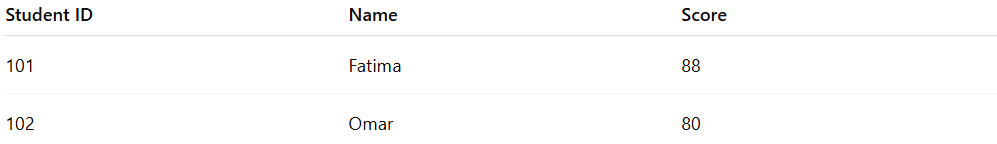 Student ID Name Score
101 Fatima 88
102 Omar 80